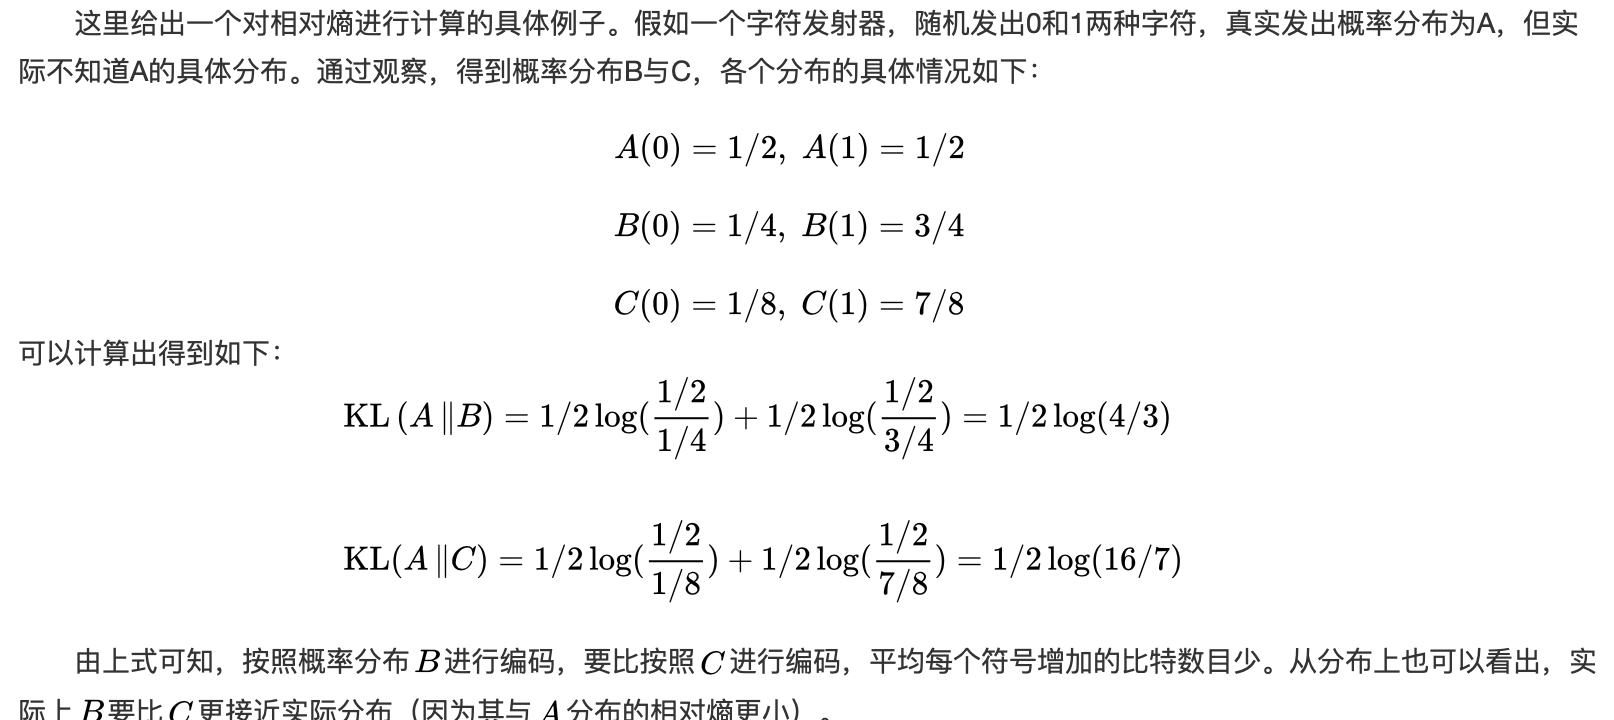 这里给出一个对相对熵进行计算的具体例子。假如一个字符发射器，随机发出0和1两种字符，真实发出概率分布为A，但实
际不知道A的具体分布。通过观察，得到概率分布B与C，各个分布的具体情况如下：
A(0) = 1/2, A(1) = 1/2
B(0) = 1/4, B(1) = 3/4
C(0) = 1/8, C(1) = 7/8
可以计算出得到如下：
KL(A∥B) = 1/2 log(\frac{1/2}{1/4}) + 1/2 log(\frac{1/2}{3/4}) = 1/2 log(4/3)
KL(A∥C) = 1/2 log(\frac{1/2}{1/8}) + 1/2 log(\frac{1/2}{7/8}) = 1/2 log(16/7)
由上式可知，按照概率分布 B 进行编码，要比按照 C 进行编码，平均每个符号增加的比特数目少。从分布上也可以看出，实
际上 B 要比 C 更接近实际分布（因为其与 A 分布的相对熵更小）。